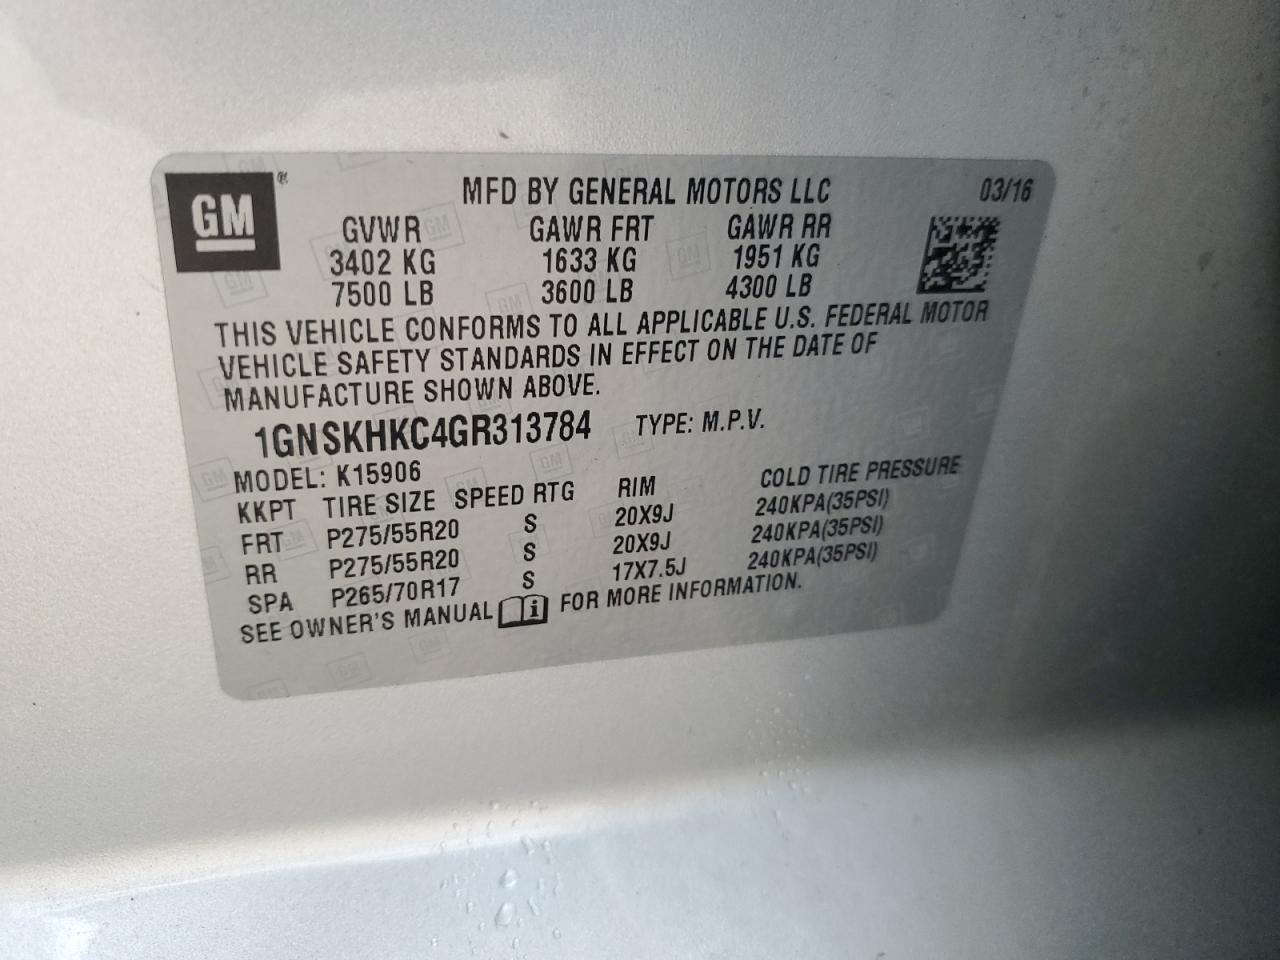 GM®
MFD BY GENERAL MOTORS LLC 03/16
GVWR GAWR FRT GAWR RR
3402 KG 1633 KG 1951 KG
7500 LB 3600 LB 4300 LB
THIS VEHICLE CONFORMS TO ALL APPLICABLE U.S. FEDERAL MOTOR
VEHICLE SAFETY STANDARDS IN EFFECT ON THE DATE OF
MANUFACTURE SHOWN ABOVE.
1GNSKHKC4GR313784 TYPE: M.P.V.
MODEL: K15906
KKPT TIRE SIZE SPEED RTG RIM COLD TIRE PRESSURE
FRT P275/55R20 S 20X9J 240KPA(35PSI)
RR P275/55R20 S 20X9J 240KPA(35PSI)
SPA P265/70R17 S 17X7.5J 240KPA(35PSI)
SEE OWNER'S MANUAL FOR MORE INFORMATION.